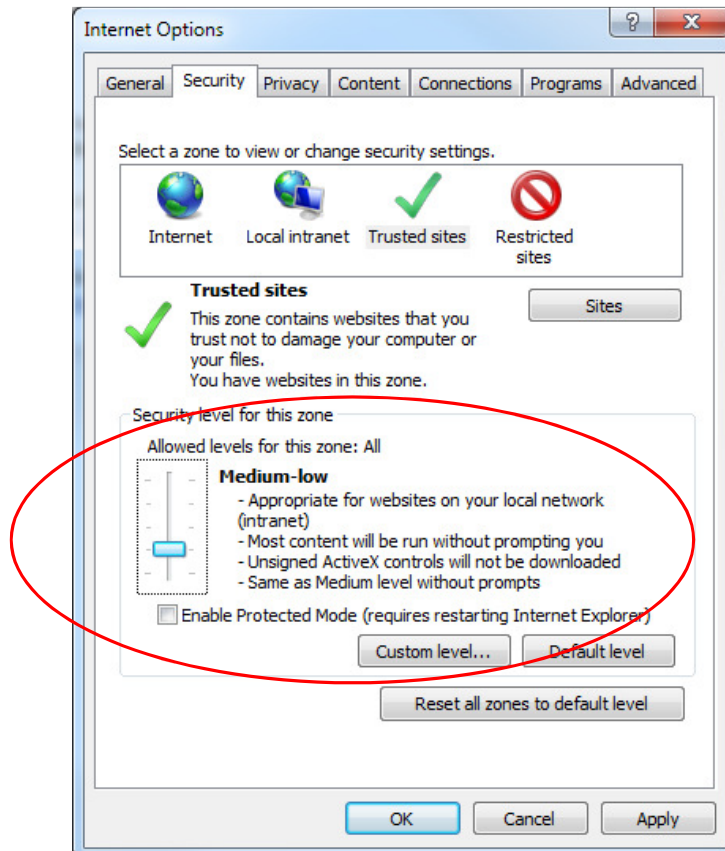 Internet Options
?
X
General Security Privacy Content Connections Programs Advanced
Select a zone to view or change security settings.
Internet Local intranet Trusted sites Restricted
sites
Trusted sites
Sites
This zone contains websites that you
trust not to damage your computer or
your files.
You have websites in this zone.
Security level for this zone
Allowed levels for this zone: All
Medium-low
- Appropriate for websites on your local network
(intranet)
- Most content will be run without prompting you
- Unsigned ActiveX controls will not be downloaded
- Same as Medium level without prompts
Enable Protected Mode (requires restarting Internet Explorer)
Custom level... Default level
Reset all zones to default level
OK Cancel Apply